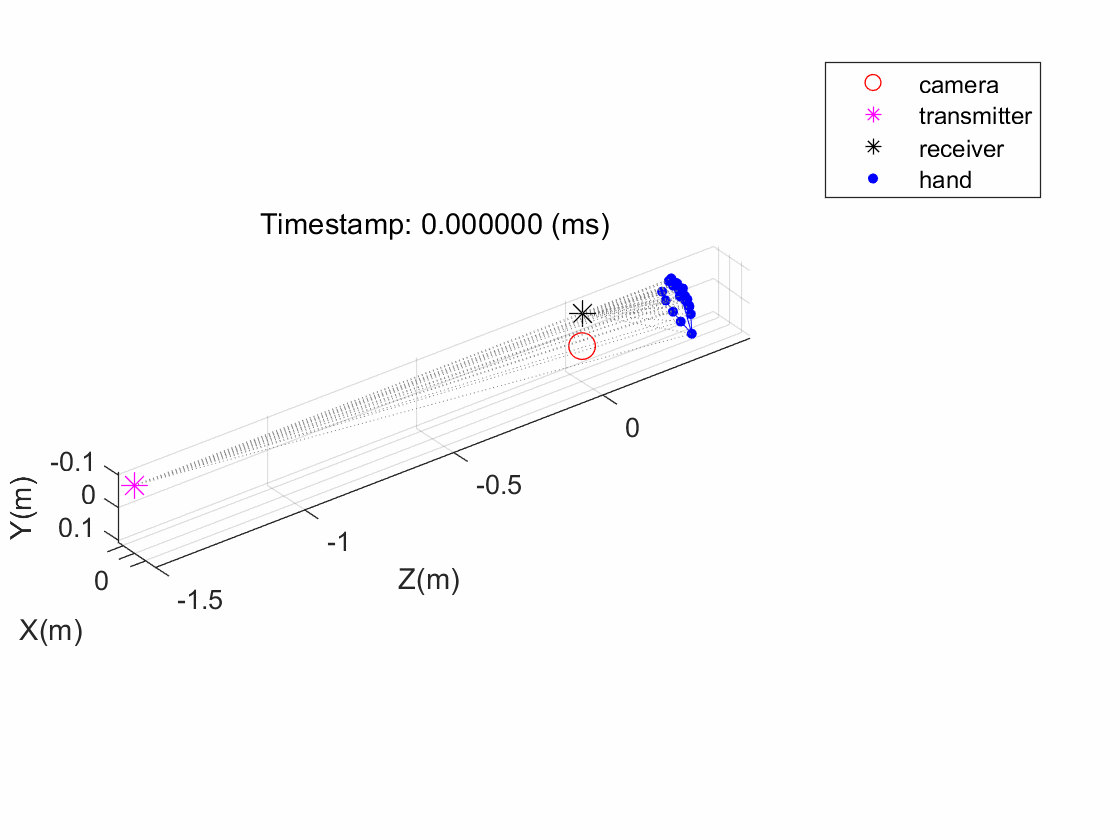 camera
transmitter
receiver
hand
Timestamp: 0.000000 (ms)
-0.1
0
0.1
Y(m)
0
X(m)
-1.5
-1
-0.5
0
Z(m)